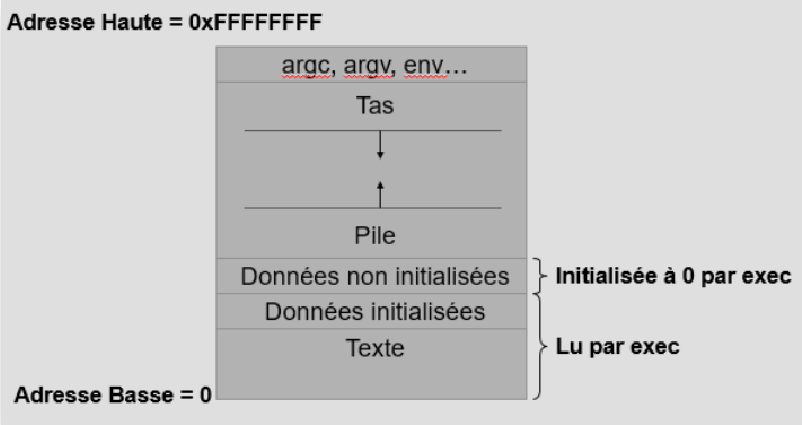 Adresse Haute = 0xFFFFFFFF
argc, argv, env...
Tas
Pile
Données non initialisées
Initialisée à 0 par exec
Données initialisées
Texte
Lu par exec
Adresse Basse = 0